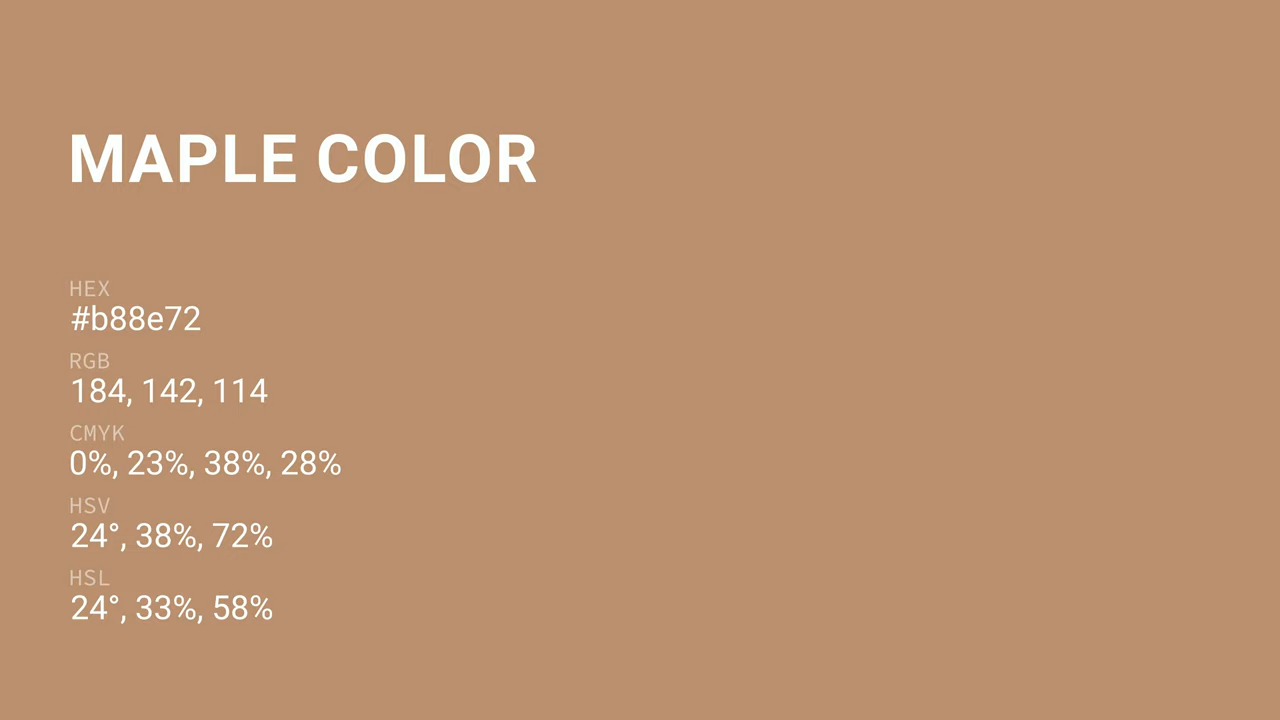 MAPLE COLOR
HEX
#b88e72
RGB
184, 142, 114
CMYK
0%, 23%, 38%, 28%
HSV
24°, 38%, 72%
HSL
24°, 33%, 58%